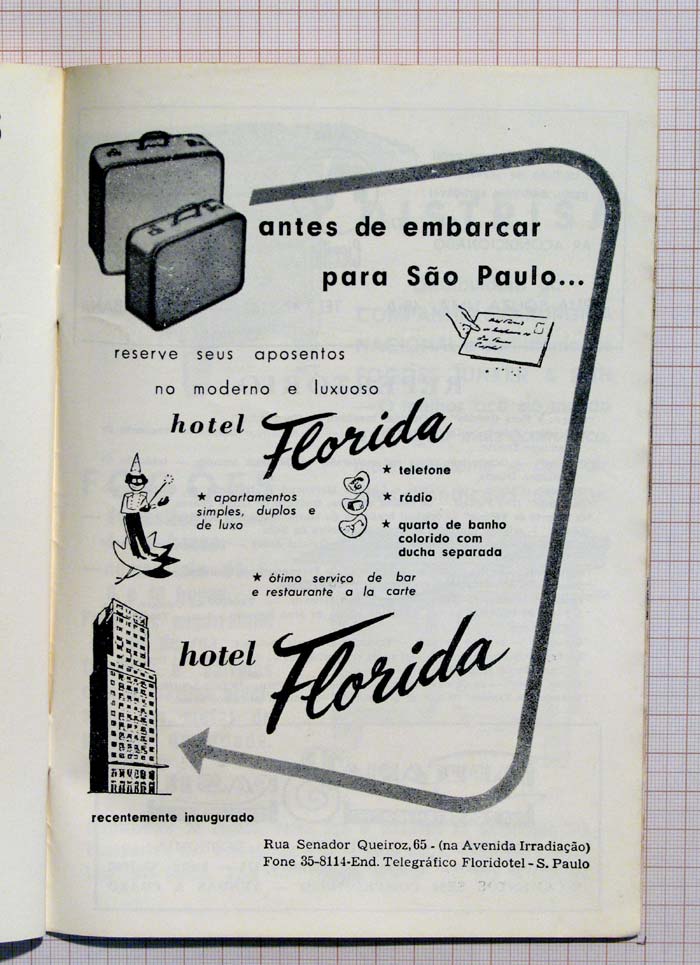 antes de embarcar
para São Paulo...
reserve seus aposentos
no moderno e luxuoso
hotel Florida
★ apartamentos
simples, duplos e
de luxo
★ telefone
★ rádio
★ quarto de banho
colorido com
ducha separada
★ ótimo serviço de bar
e restaurante a la carte
hotel Florida
recentemente inaugurado
Rua Senador Queiroz, 65 - (na Avenida Irradiação)
Fone 35-8114-End. Telegráfico Floridotel - S. Paulo